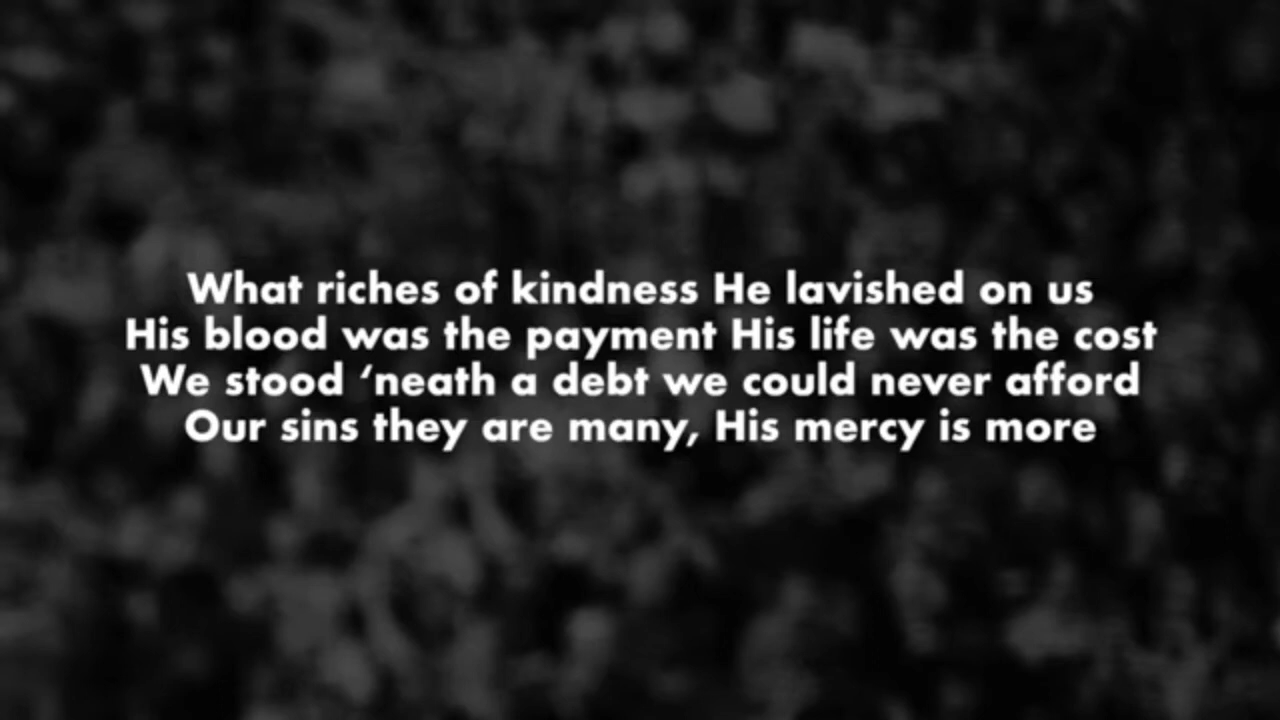 What riches of kindness He lavished on us
His blood was the payment His life was the cost
We stood ‘neath a debt we could never afford
Our sins they are many, His mercy is more